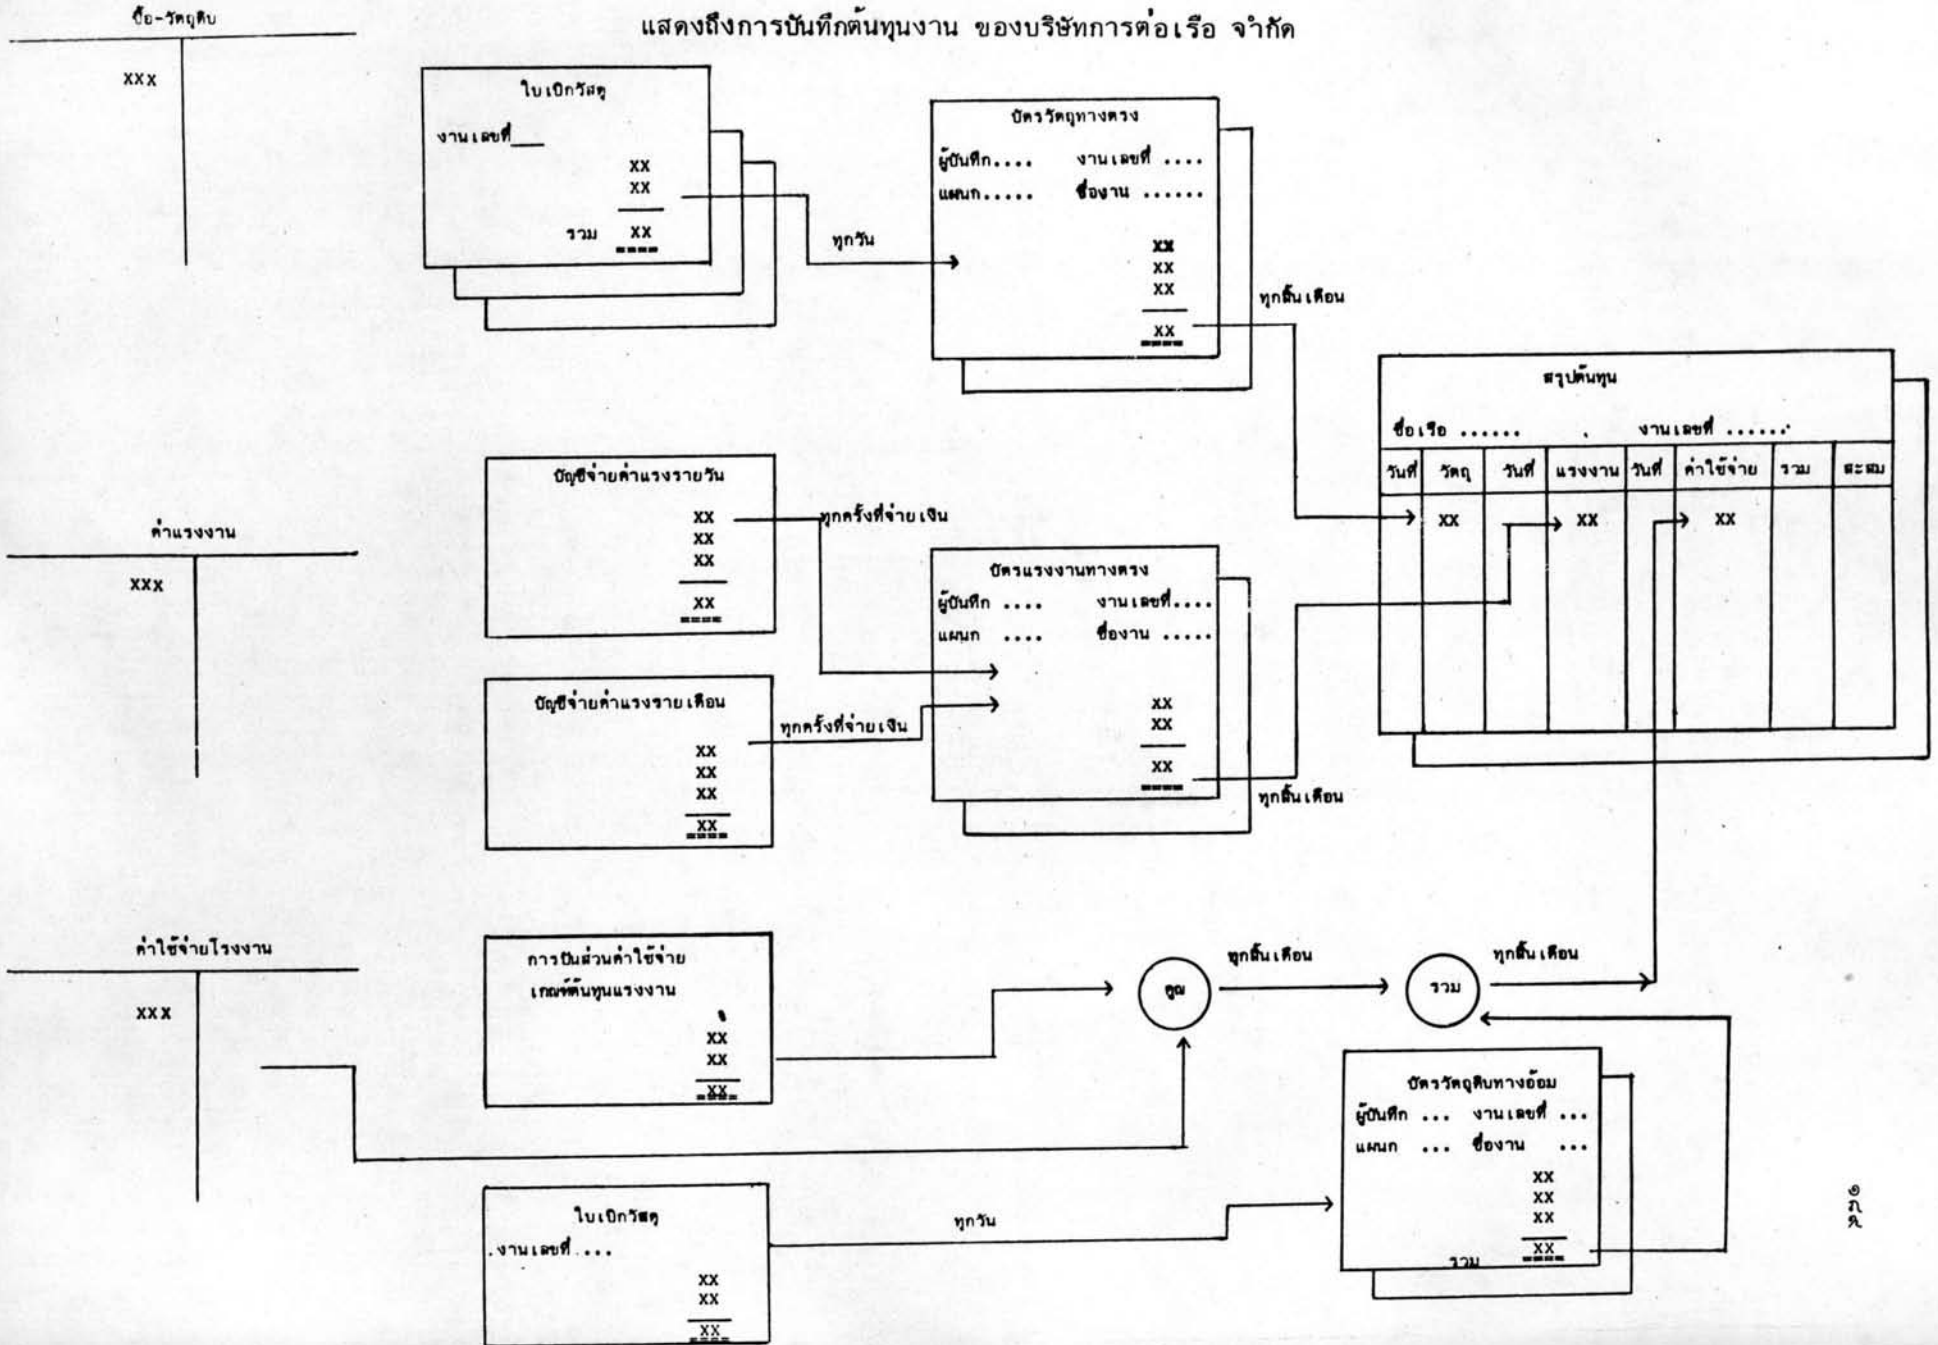 แสดงถึงการบันทึกต้นทุนงาน ของบริษัทการต่อเรือ จำกัด
ซื้อ-วัตถุดิบ
xxx
ใบเบิกวัสดุ
งานเลขที่
xx
xx
รวม xx
ทุกวัน
บัตรวัตถุทางตรง
ผู้บันทึก.... งานเลขที่ ....
แผนก..... ชื่องาน ......
xx
xx
xx
xx
ทุกสิ้นเดือน
สรุปต้นทุน
ชื่อเรือ ...... งานเลขที่ ......
วันที่ วัตถุ วันที่ แรงงาน วันที่ ค่าใช้จ่าย รวม สะสม
xx xx xx
ค่าแรงงาน
xxx
บัญชีจ่ายค่าแรงรายวัน
xx
xx
xx
xx
ทุกครั้งที่จ่ายเงิน
บัญชีจ่ายค่าแรงรายเดือน
xx
xx
xx
xx
ทุกครั้งที่จ่ายเงิน
บัตรแรงงานทางตรง
ผู้บันทึก .... งานเลขที่....
แผนก .... ชื่องาน .....
xx
xx
xx
ทุกสิ้นเดือน
ค่าใช้จ่ายโรงงาน
xxx
การปันส่วนค่าใช้จ่าย
เกณฑ์ต้นทุนแรงงาน
xx
xx
xx
คูณ
ทุกสิ้นเดือน
รวม
ทุกสิ้นเดือน
ใบเบิกวัสดุ
งานเลขที่ ...
xx
xx
xx
ทุกวัน
บัตรวัตถุดิบทางอ้อม
ผู้บันทึก ... งานเลขที่ ...
แผนก ... ชื่องาน ...
xx
xx
xx
รวม xx